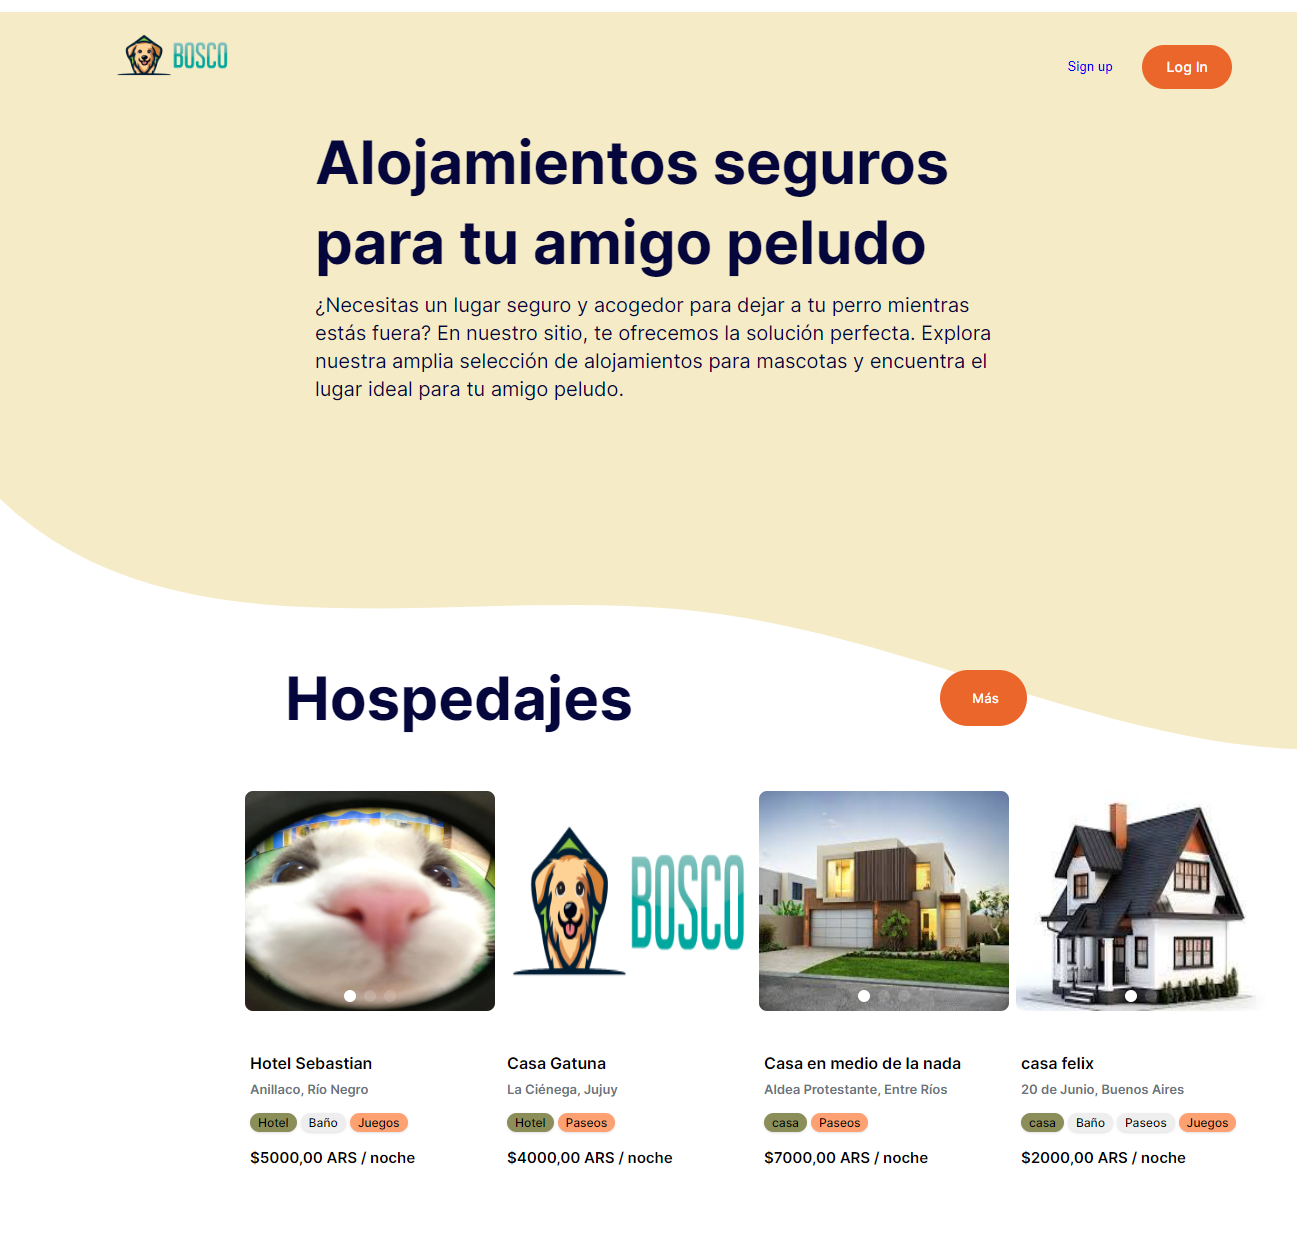 BOSCO
Sign up
Log In
Alojamientos seguros
para tu amigo peludo
¿Necesitas un lugar seguro y acogedor para dejar a tu perro mientras
estás fuera? En nuestro sitio, te ofrecemos la solución perfecta. Explora
nuestra amplia selección de alojamientos para mascotas y encuentra el
lugar ideal para tu amigo peludo.
Hospedajes
Más
BOSCO
Hotel Sebastian
Anillaco, Río Negro
Hotel Baño Juegos
$5000,00 ARS / noche
Casa Gatuna
La Ciénega, Jujuy
Hotel Paseos
$4000,00 ARS / noche
Casa en medio de la nada
Aldea Protestante, Entre Ríos
casa Paseos
$7000,00 ARS / noche
casa felix
20 de Junio, Buenos Aires
casa Baño Paseos Juegos
$2000,00 ARS / noche